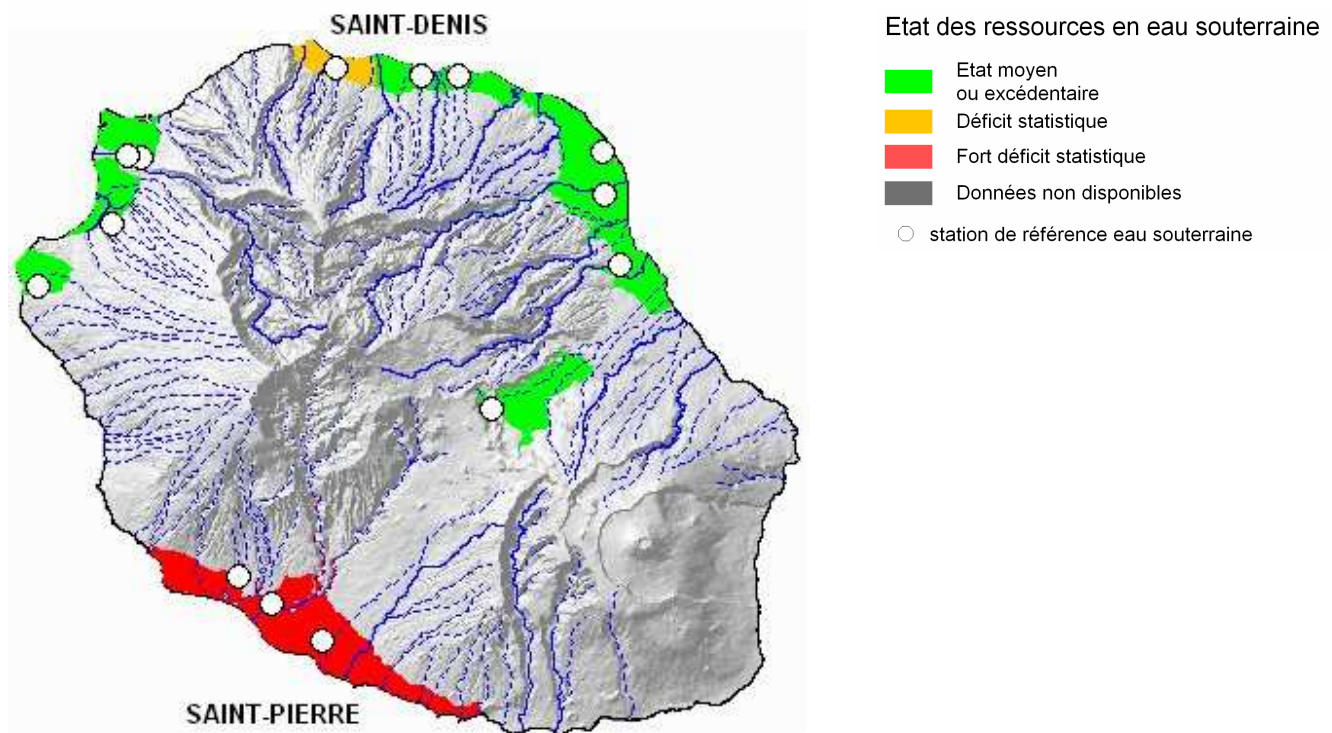 SAINT-DENIS
Etat des ressources en eau souterraine
Etat moyen
ou excédentaire
Déficit statistique
Fort déficit statistique
Données non disponibles
station de référence eau souterraine
SAINT-PIERRE